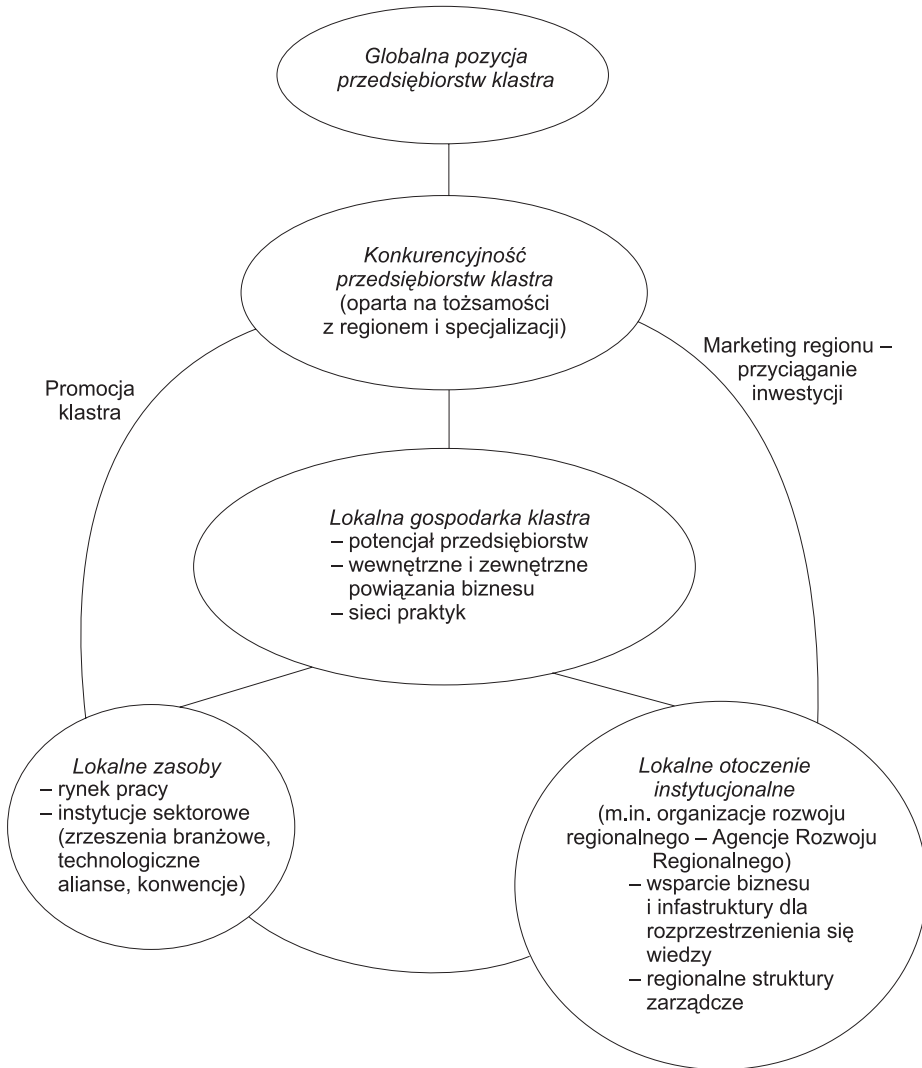 Globalna pozycja
przedsiębiorstw klastra
Konkurencyjność
przedsiębiorstw klastra
(oparta na tożsamości
z regionem i specjalizacji)
Promocja
klastra
Marketing regionu –
przyciąganie
inwestycji
Lokalna gospodarka klastra
– potencjał przedsiębiorstw
– wewnętrzne i zewnętrzne
powiązania biznesu
– sieci praktyk
Lokalne zasoby
– rynek pracy
– instytucje sektorowe
(zrzeszenia branżowe,
technologiczne
alianse, konwencje)
Lokalne otoczenie
instytucjonalne
(m.in. organizacje rozwoju
regionalnego – Agencje Rozwoju
Regionalnego)
– wsparcie biznesu
i infastruktury dla
rozprzestrzenienia się
wiedzy
– regionalne struktury
zarządcze